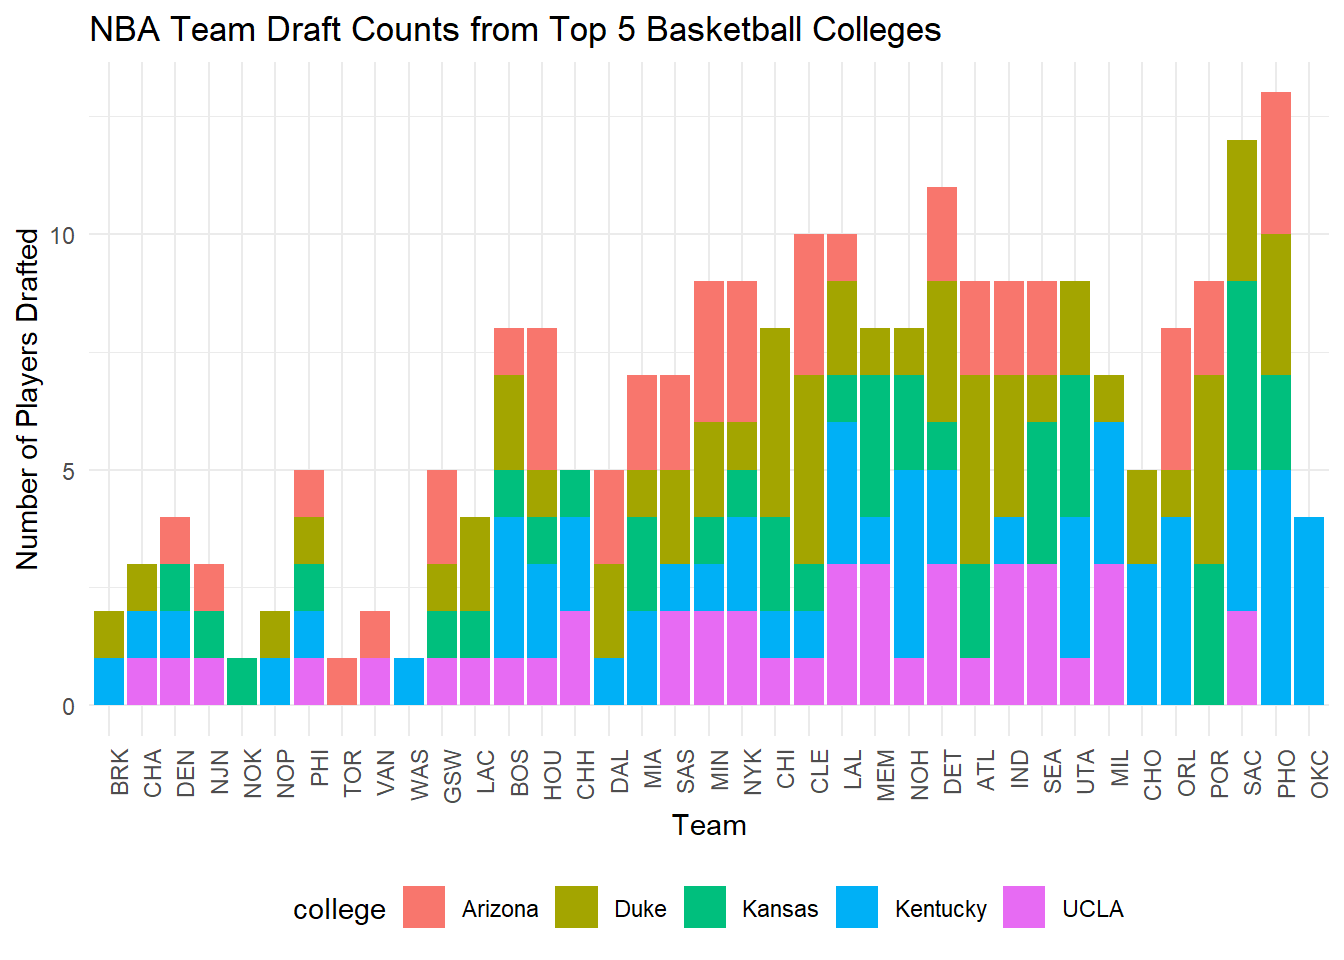 NBA Team Draft Counts from Top 5 Basketball Colleges
Number of Players Drafted
10
5
0
BRK CHA DEN NJN NOK NOP PHI TOR VAN WAS GSW LAC BOS HOU CHH DAL MIA SAS MIN NYK CHI CLE LAL MEM NOH DET ATL IND SEA UTA MIL CHO ORL POR SAC PHO OKC
Team
college Arizona Duke Kansas Kentucky UCLA